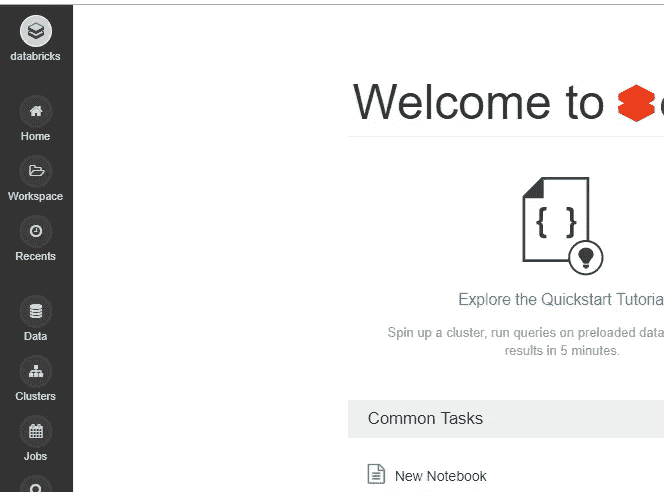 databricks
Home
Workspace
Recents
Data
Clusters
Jobs
Welcome to
{ }
Explore the Quickstart Tutoria
Spin up a cluster, run queries on preloaded data
results in 5 minutes.
Common Tasks
New Notebook